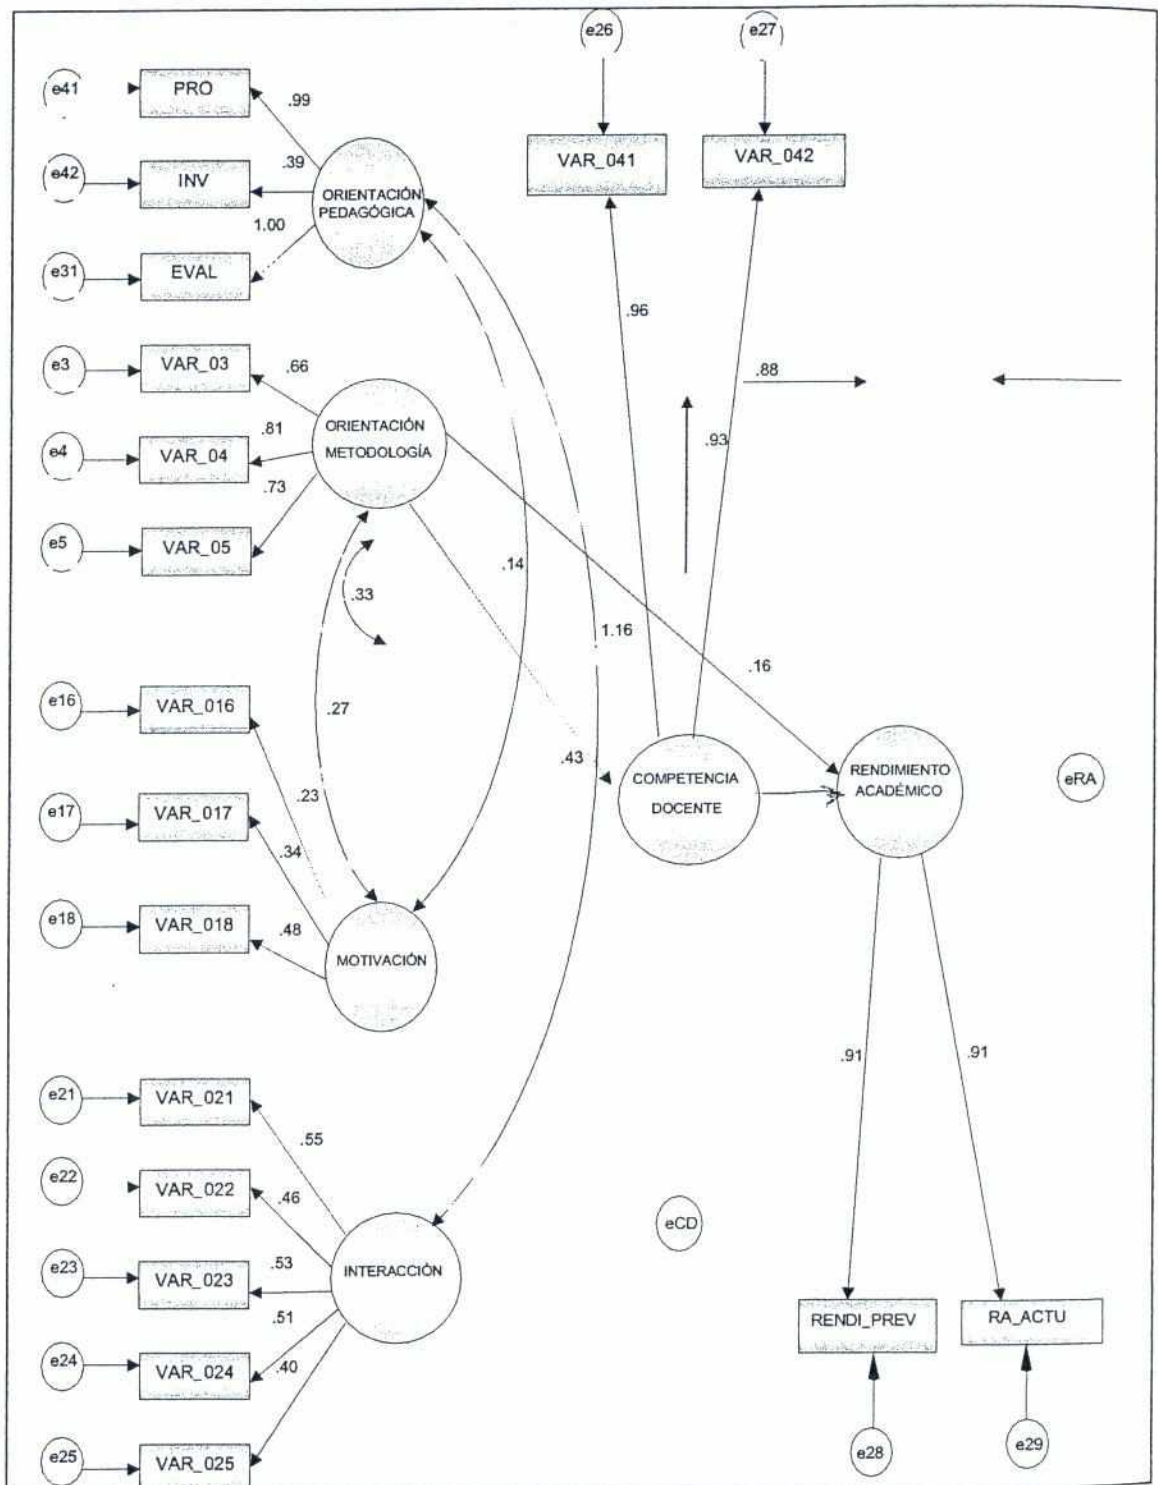 e26
e27
e41
PRO
.99
VAR_041
VAR_042
e42
INV
.39
ORIENTACIÓN
PEDAGÓGICA
1.00
e31
EVAL
.96
e3
VAR_03
.66
.88
ORIENTACIÓN
METODOLOGÍA
.81
e4
VAR_04
.93
.73
e5
VAR_05
.14
.33
1.16
.16
e16
VAR_016
.27
.43
COMPETENCIA
DOCENTE
RENDIMIENTO
ACADÉMICO
eRA
.23
e17
VAR_017
.34
e18
VAR_018
.48
MOTIVACIÓN
.91
.91
e21
VAR_021
.55
e22
VAR_022
.46
eCD
.53
INTERACCIÓN
e23
VAR_023
.51
RENDI_PREV
RA_ACTU
e24
VAR_024
.40
e28
e29
e25
VAR_025